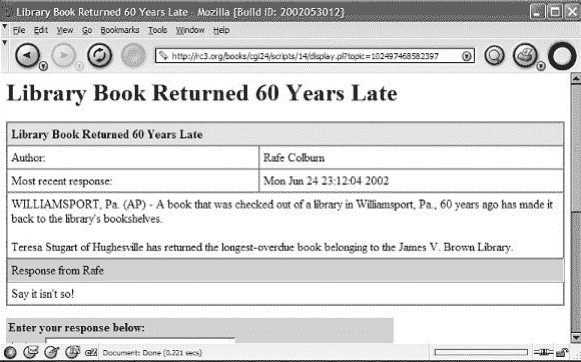 Library Book Returned 60 Years Late - Mozilla {Build ID: 2002053012}
File Edit View Go Bookmarks Tools Window Help
http://rc3.org/books/cgi24/scripts/14/display.pl?topic=102497468582397
Library Book Returned 60 Years Late
Library Book Returned 60 Years Late
Author: Rafe Colburn
Most recent response: Mon Jun 24 23:12:04 2002
WILLIAMSPORT, Pa. (AP) - A book that was checked out of a library in Williamsport, Pa., 60 years ago has made it
back to the library's bookshelves.
Teresa Stugart of Hughesville has returned the longest-overdue book belonging to the James V. Brown Library.
Response from Rafe
Say it isn't so!
Enter your response below:
Document: Done (0.221 secs)